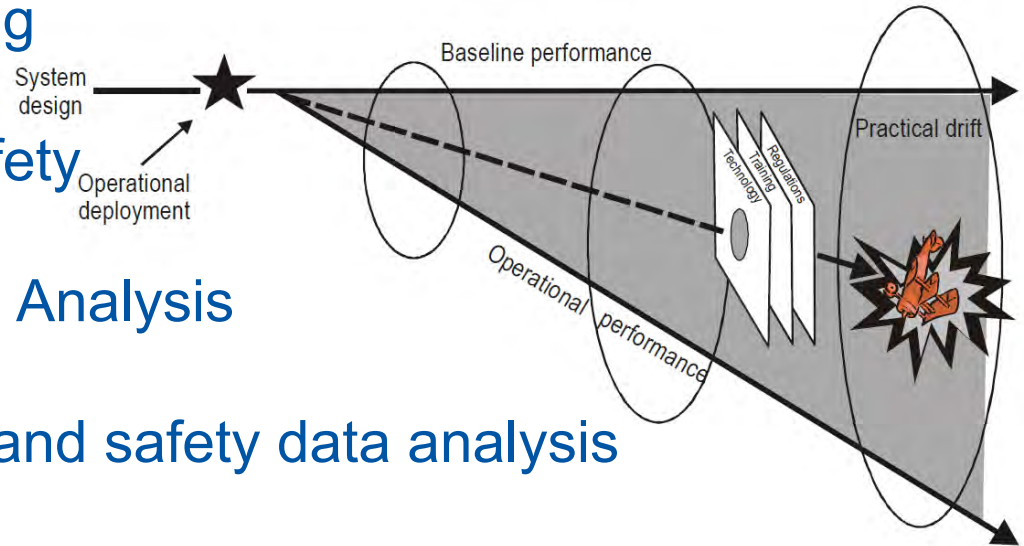 g
Baseline performance
System
design
Practical drift
fety
Operational
deployment
Technology
Training
Regulations
Analysis
Operational performance
and safety data analysis